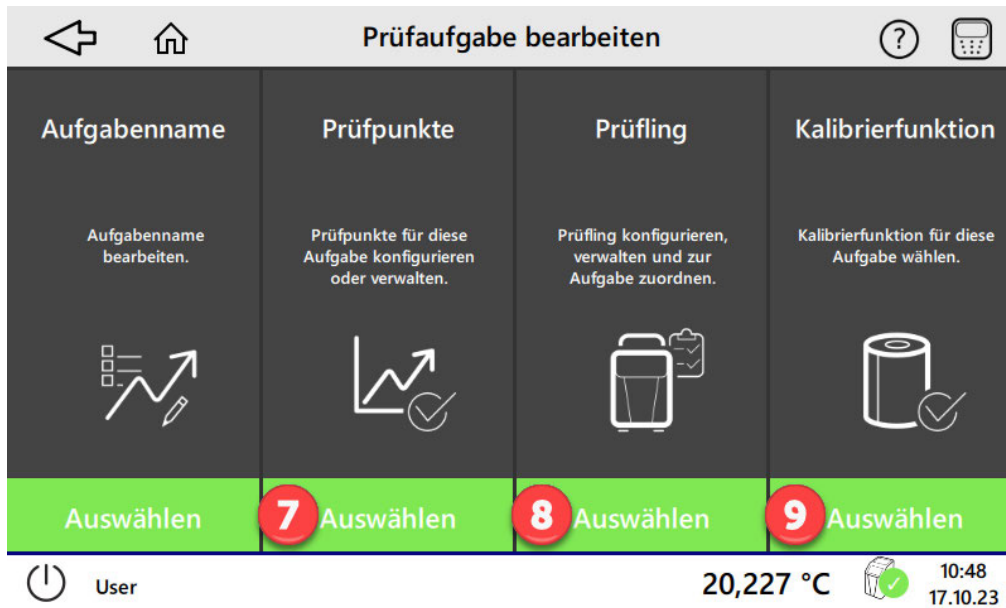 Prüfaufgabe bearbeiten
?
Aufgabenname
Aufgabenname
bearbeiten.
Auswählen
Prüfpunkte
Prüfpunkte für diese
Aufgabe konfigurieren
oder verwalten.
7 Auswählen
Prüfling
Prüfling konfigurieren,
verwalten und zur
Aufgabe zuordnen.
8 Auswählen
Kalibrierfunktion
Kalibrierfunktion für diese
Aufgabe wählen.
9 Auswählen
User
20,227 °C
10:48
17.10.23